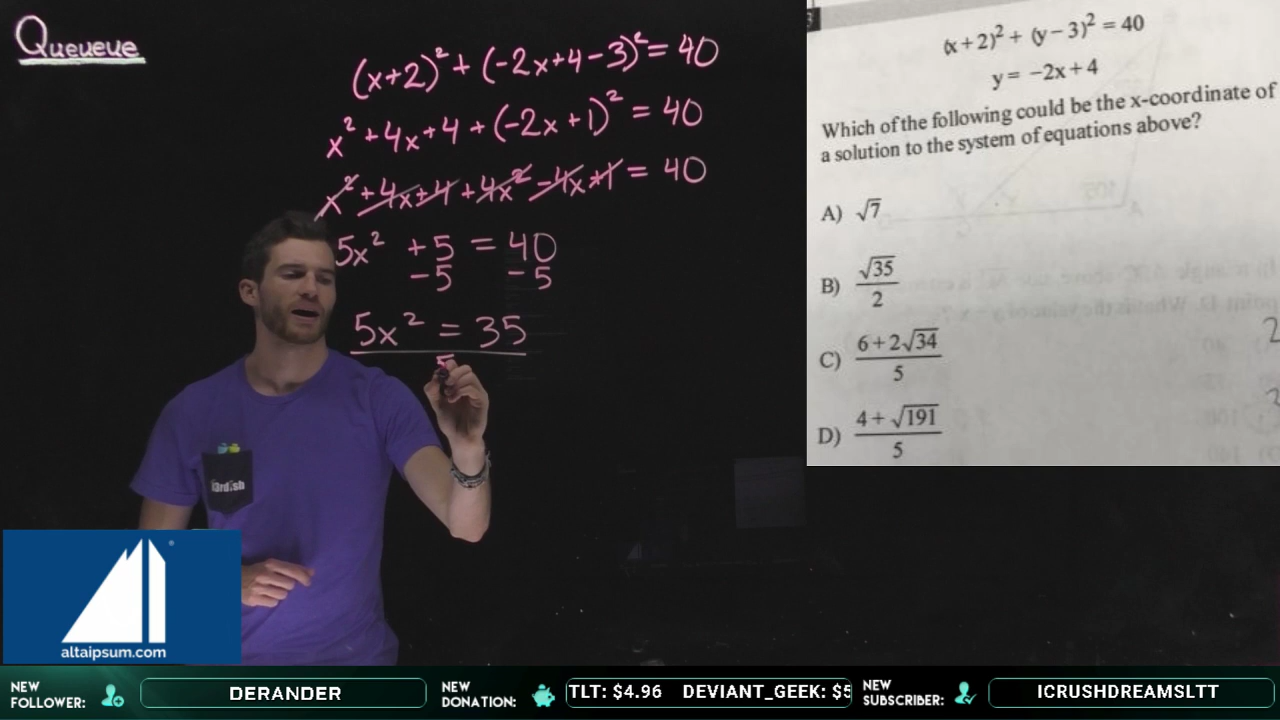 Queueue
(x+2)² + (-2x+4-3)² = 40
x² + 4x + 4 + (-2x + 1)² = 40
x² + 4x + 4 + 4x² - 4x + 1 = 40
5x² + 5 = 40
-5 -5
5x² = 35
5
3
(x+2)² + (y-3)² = 40
y = -2x + 4
Which of the following could be the x-coordinate of
a solution to the system of equations above?
A) √7
B) √35/2
C) (6+2√34)/5
D) (4+√191)/5
altaipsum.com
NEW FOLLOWER:
DERANDER
NEW DONATION:
TLT: $4.96 DEVIANT_GEEK: $5
NEW SUBSCRIBER:
ICRUSHDREAMSLTT